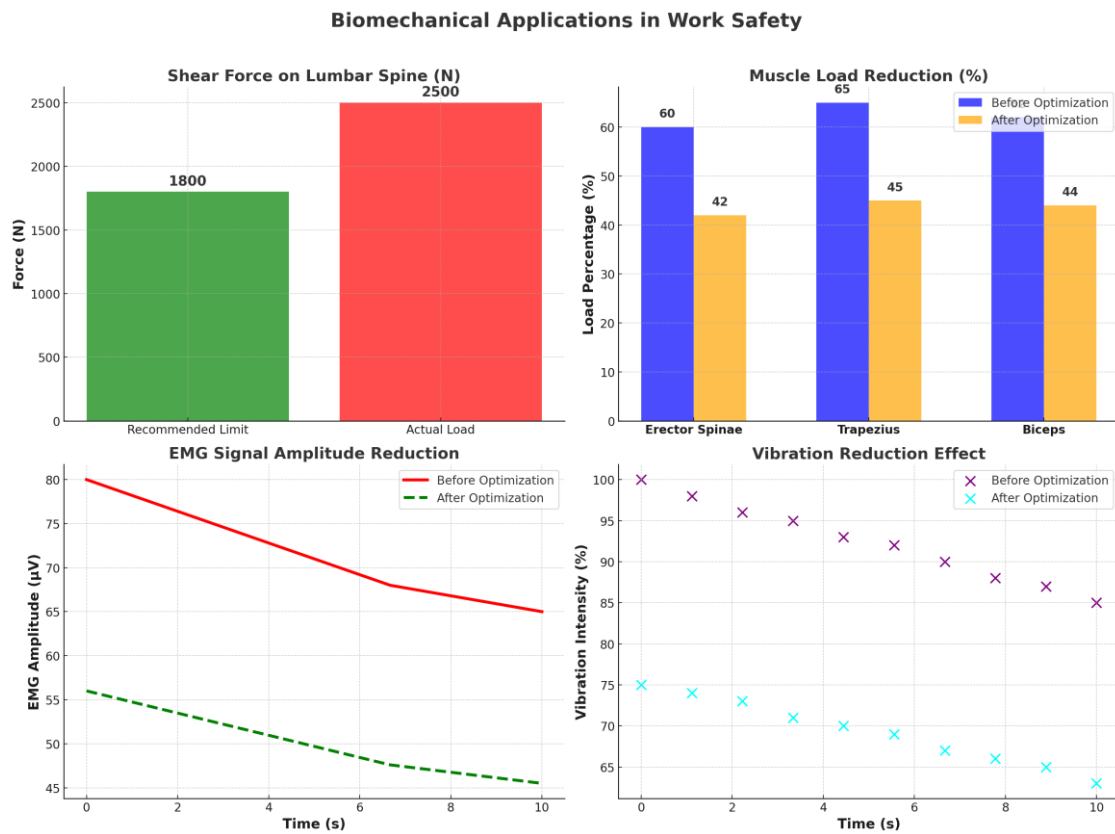 Biomechanical Applications in Work Safety
Shear Force on Lumbar Spine (N)
Force (N)
2500
2000
1500
1000
500
0
1800
2500
Recommended Limit
Actual Load
Muscle Load Reduction (%)
Load Percentage (%)
60
50
40
30
20
10
0
60
42
65
45
44
Before Optimization
After Optimization
Erector Spinae
Trapezius
Biceps
EMG Signal Amplitude Reduction
EMG Amplitude (µV)
80
75
70
65
60
55
50
45
Before Optimization
After Optimization
0
2
4
6
8
10
Time (s)
Vibration Reduction Effect
Vibration Intensity (%)
100
95
90
85
80
75
70
65
Before Optimization
After Optimization
0
2
4
6
8
10
Time (s)